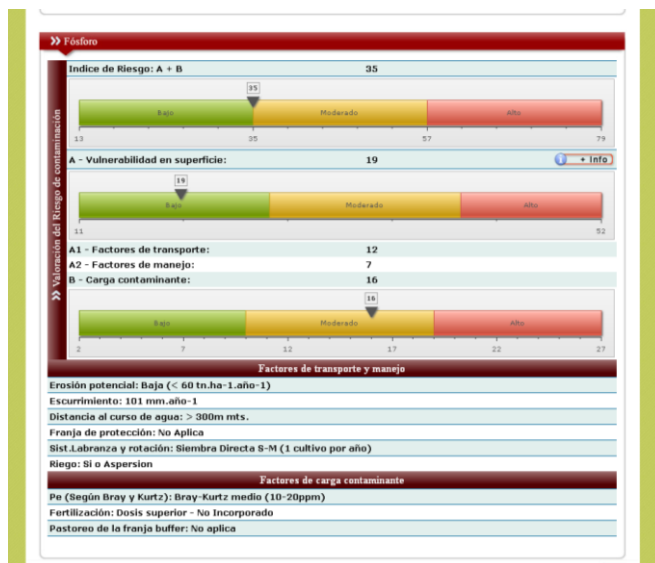 Fósforo
Indice de Riesgo: A + B 35
35
Bajo Moderado Alto
13 35 57 79
A - Vulnerabilidad en superficie: 19 + Info
19
Bajo Moderado Alto
11 52
A1 - Factores de transporte: 12
A2 - Factores de manejo: 7
B - Carga contaminante: 16
16
Bajo Moderado Alto
2 7 12 17 22 27
Valoración del Riesgo de contaminación
Factores de transporte y manejo
Erosión potencial: Baja (< 60 tn.ha-1.año-1)
Escurrimiento: 101 mm.año-1
Distancia al curso de agua: > 300m mts.
Franja de protección: No Aplica
Sist.Labranza y rotación: Siembra Directa S-M (1 cultivo por año)
Riego: Si o Aspersion
Factores de carga contaminante
Pe (Según Bray y Kurtz): Bray-Kurtz medio (10-20ppm)
Fertilización: Dosis superior - No Incorporado
Pastoreo de la franja buffer: No aplica